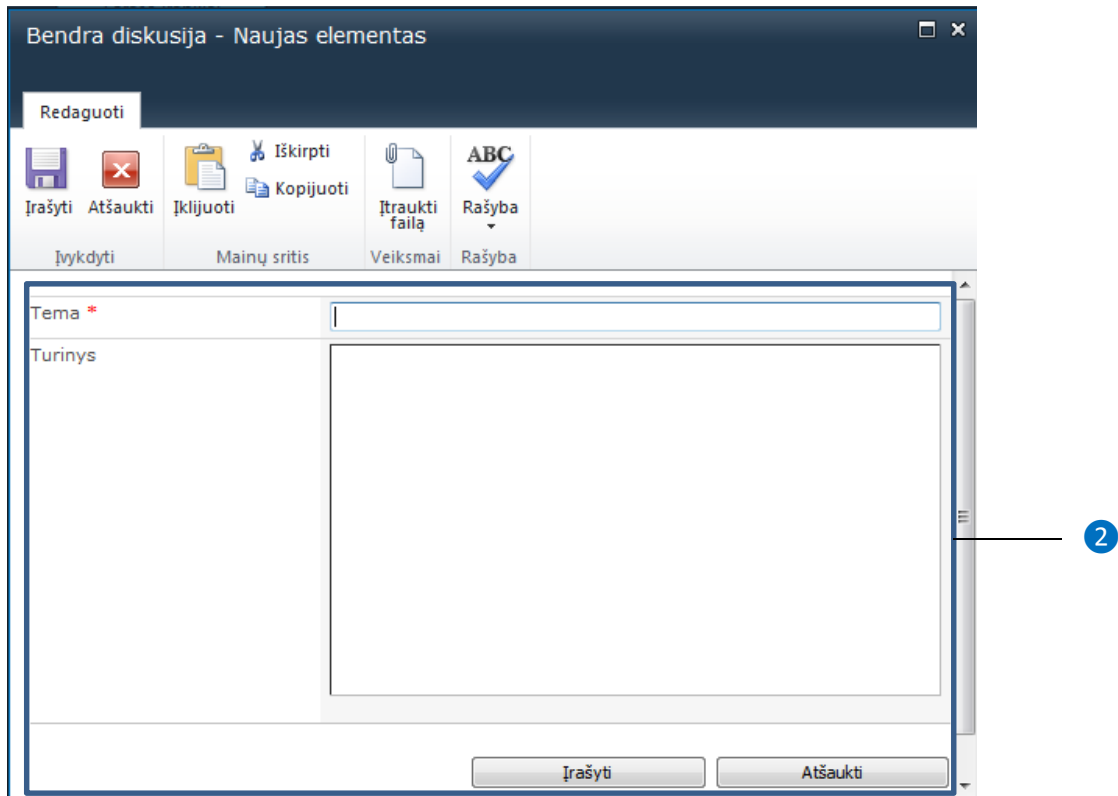 Bendra diskusija - Naujas elementas
Redaguoti
Įrašyti Atšaukti Įklijuoti Iškirpti Kopijuoti Įtraukti failą ABC Rašyba
Įvykdyti Mainų sritis Veiksmai Rašyba
Tema *
Turinys
2
Įrašyti Atšaukti